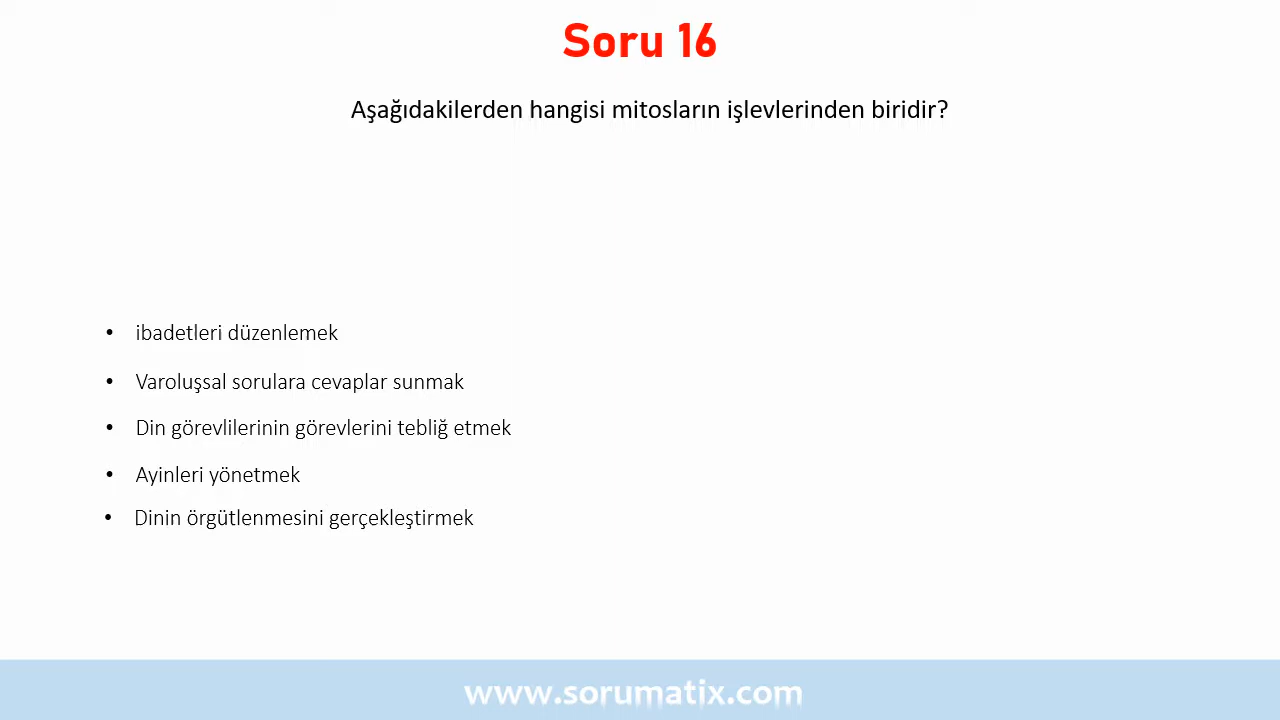 Soru 16
Aşağıdakilerden hangisi mitosların işlevlerinden biridir?
• ibadetleri düzenlemek
• Varoluşsal sorulara cevaplar sunmak
• Din görevlilerinin görevlerini tebliğ etmek
• Ayinleri yönetmek
• Dinin örgütlenmesini gerçekleştirmek
www.sorumatix.com